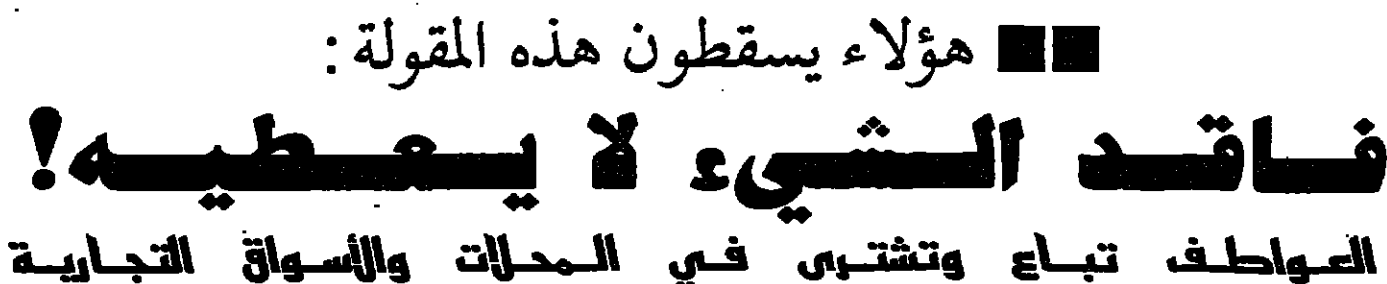 ■■ هؤلاء يسقطون هذه المقولة :
فاقد الشيء لا يعطيه!
العواطف تباع وتشترى في المحلات والأسواق التجارية